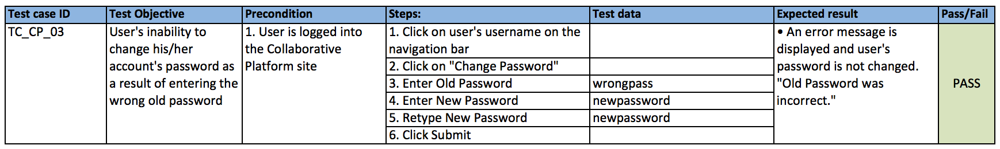 Test case ID
Test Objective
Precondition
Steps:
Test data
Expected result
Pass/Fail
TC_CP_03
User's inability to
change his/her
account's password as
a result of entering the
wrong old password
1. User is logged into
the Collaborative
Platform site
1. Click on user's username on the
navigation bar
2. Click on "Change Password"
3. Enter Old Password
wrongpass
4. Enter New Password
newpassword
5. Retype New Password
newpassword
6. Click Submit
• An error message is
displayed and user's
password is not changed.
"Old Password was
incorrect."
PASS